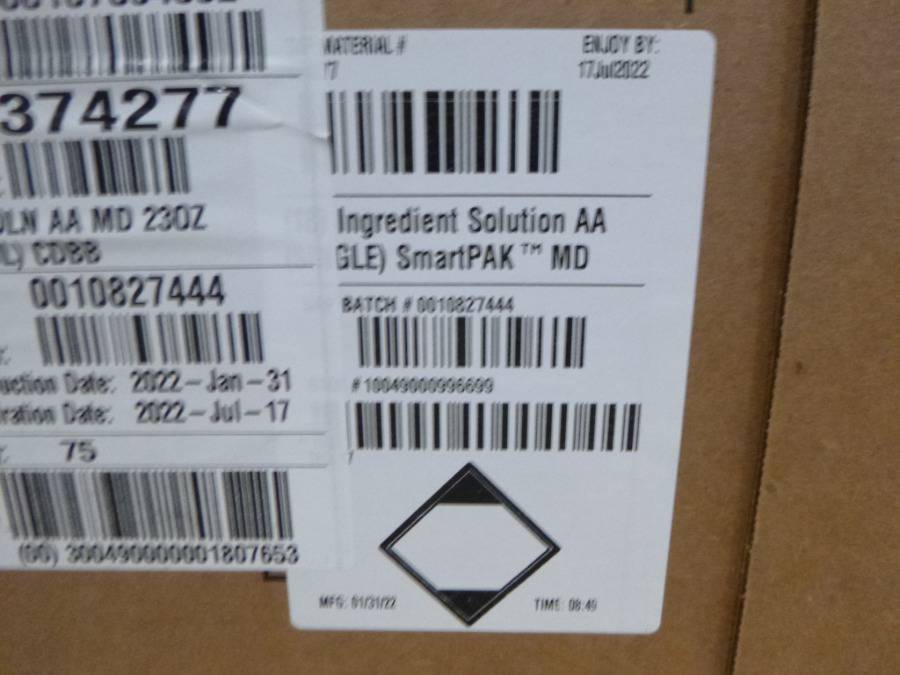 374277
OLN AA MD 23OZ
L) CDBB
0010827444
uction Date: 2022-Jan-31
ration Date: 2022-Jul-17
75
(00) 300490000001807653
MATERIAL #
ENJOY BY:
17Jul2022
Ingredient Solution AA
GLE) SmartPAK™ MD
BATCH # 0010827444
# 10049000996699
MFG: 01/31/22
TIME: 08:49